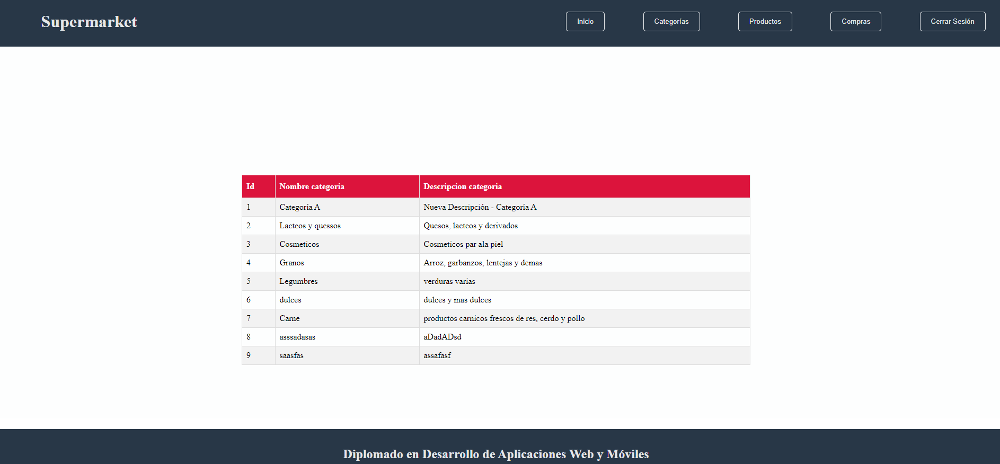 Supermarket Inicio Categorías Productos Compras Cerrar Sesión
Id Nombre categoria Descripcion categoria
1 Categoría A Nueva Descripción - Categoría A
2 Lacteos y quessos Quesos, lacteos y derivados
3 Cosmeticos Cosmeticos par ala piel
4 Granos Arroz, garbanzos, lentejas y demas
5 Legumbres verduras varias
6 dulces dulces y mas dulces
7 Carne productos carnicos frescos de res, cerdo y pollo
8 asssadasas aDadADsd
9 saasfas assafasf
Diplomado en Desarrollo de Aplicaciones Web y Móviles